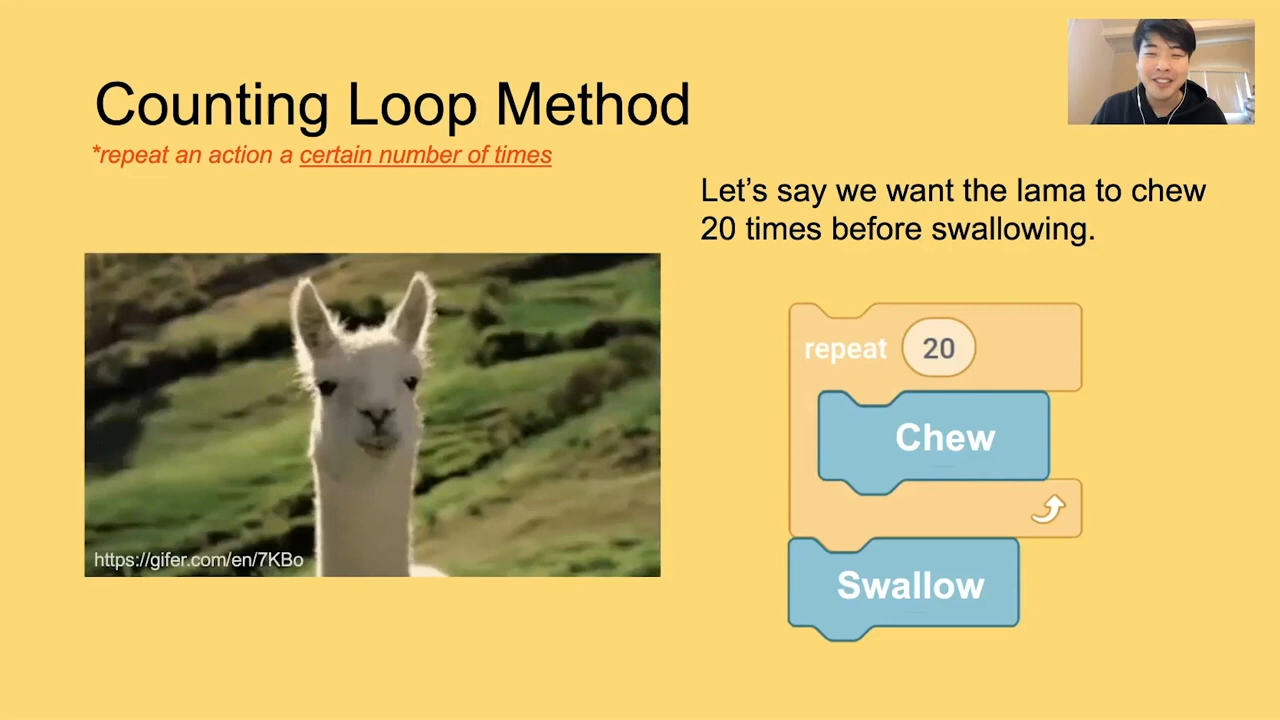 Counting Loop Method
*repeat an action a certain number of times
Let’s say we want the lama to chew
20 times before swallowing.
repeat 20
Chew
Swallow
https://gifer.com/en/7KBo